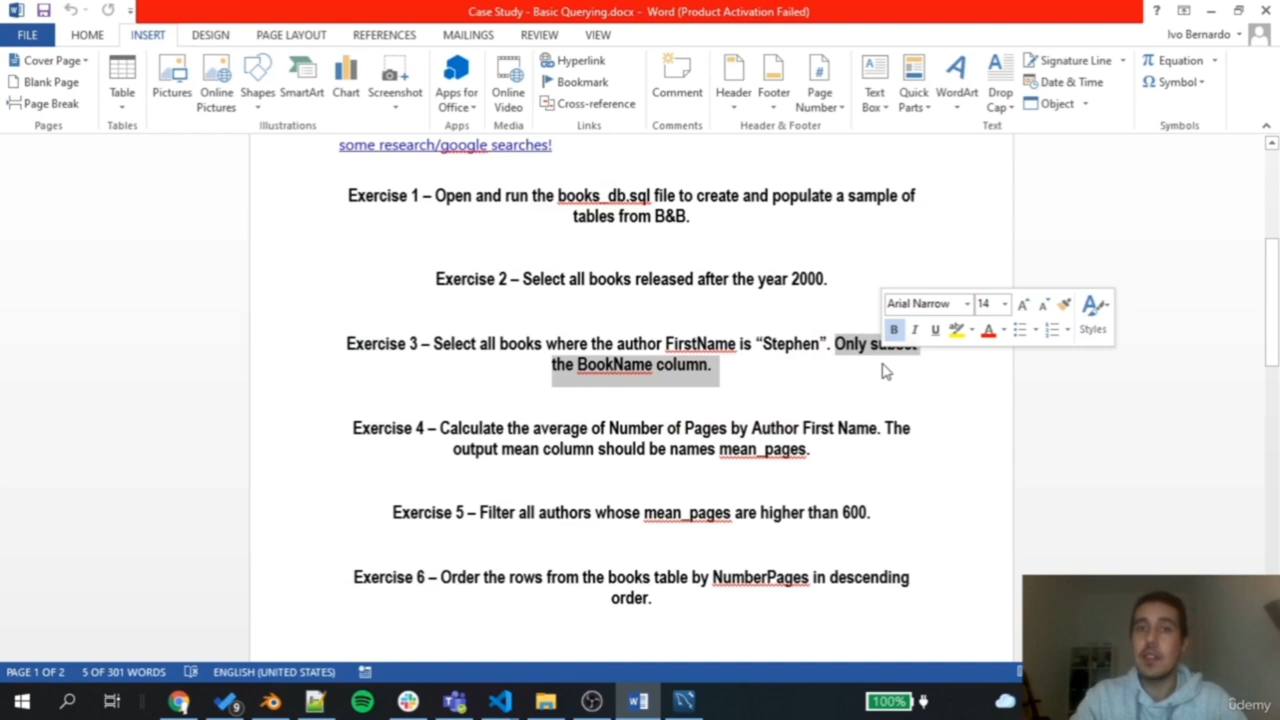 Case Study - Basic Querying.docx - Word (Product Activation Failed)
FILE HOME INSERT DESIGN PAGE LAYOUT REFERENCES MAILINGS REVIEW VIEW Ivo Bernardo
Cover Page
Blank Page
Page Break
Table
Pictures
Online Pictures
Shapes
SmartArt
Chart
Screenshot
Apps for Office
Online Video
Hyperlink
Bookmark
Cross-reference
Comment
Header
Footer
Page Number
Text Box
Quick Parts
WordArt
Drop Cap
Signature Line
Date & Time
Object
Equation
Symbol
Pages Tables Illustrations Apps Media Links Comments Header & Footer Text Symbols
some research/google searches!
Exercise 1 – Open and run the books_db.sql file to create and populate a sample of
tables from B&B.
Exercise 2 – Select all books released after the year 2000.
Arial Narrow 14
B I U Styles
Exercise 3 – Select all books where the author FirstName is “Stephen”. Only subset
the BookName column.
Exercise 4 – Calculate the average of Number of Pages by Author First Name. The
output mean column should be names mean_pages.
Exercise 5 – Filter all authors whose mean_pages are higher than 600.
Exercise 6 – Order the rows from the books table by NumberPages in descending
order.
PAGE 1 OF 2 5 OF 301 WORDS ENGLISH (UNITED STATES)
9 100%
ûdemy